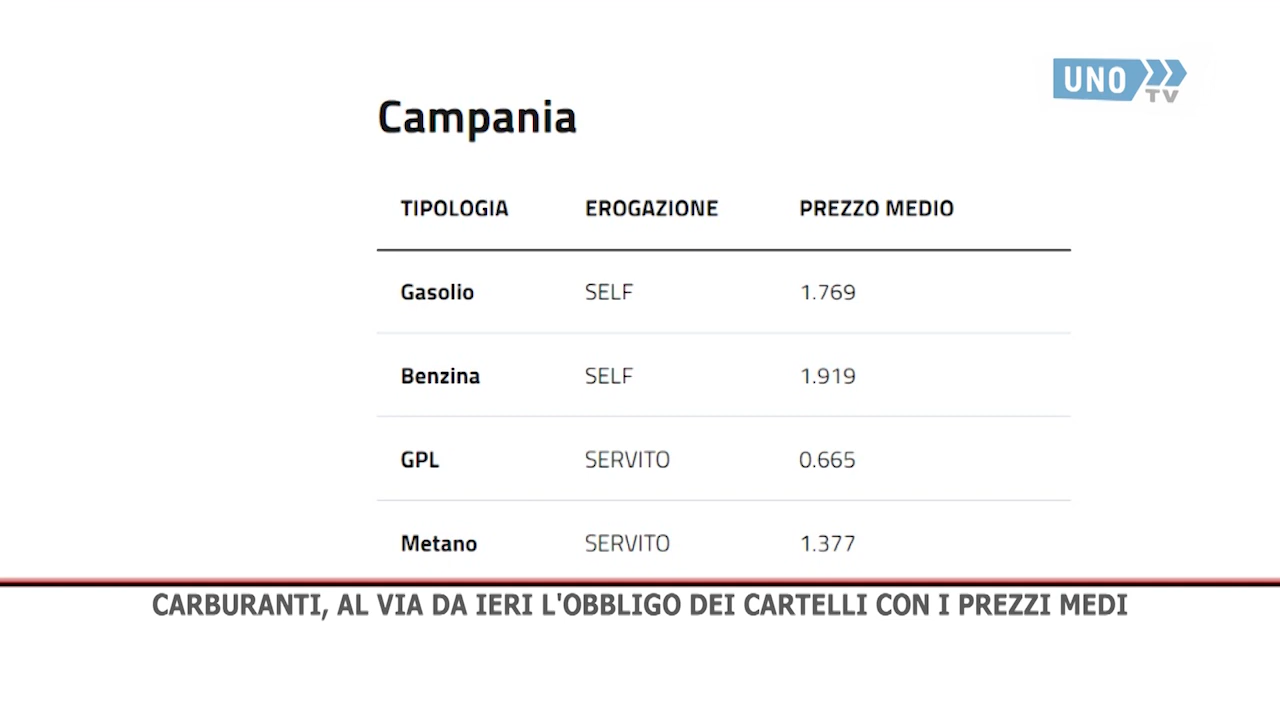 UNO
TV
Campania
TIPOLOGIA EROGAZIONE PREZZO MEDIO
Gasolio SELF 1.769
Benzina SELF 1.919
GPL SERVITO 0.665
Metano SERVITO 1.377
CARBURANTI, AL VIA DA IERI L'OBBLIGO DEI CARTELLI CON I PREZZI MEDI